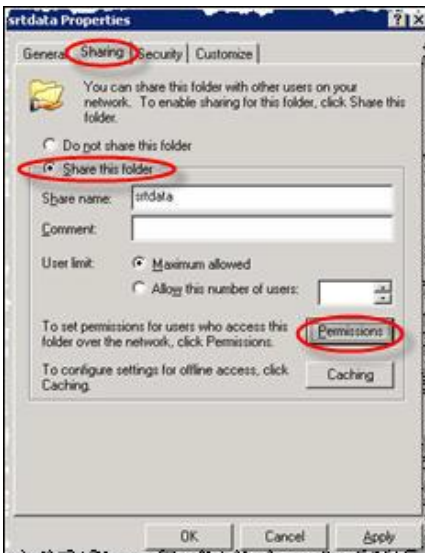 srtdata Properties
General Sharing Security Customize
You can share this folder with other users on your
network. To enable sharing for this folder, click Share this
folder.
Do not share this folder
Share this folder
Share name: srtdata
Comment:
User limit: Maximum allowed
Allow this number of users:
To set permissions for users who access this
folder over the network, click Permissions.
Permissions
To configure settings for offline access, click
Caching.
Caching
OK Cancel Apply